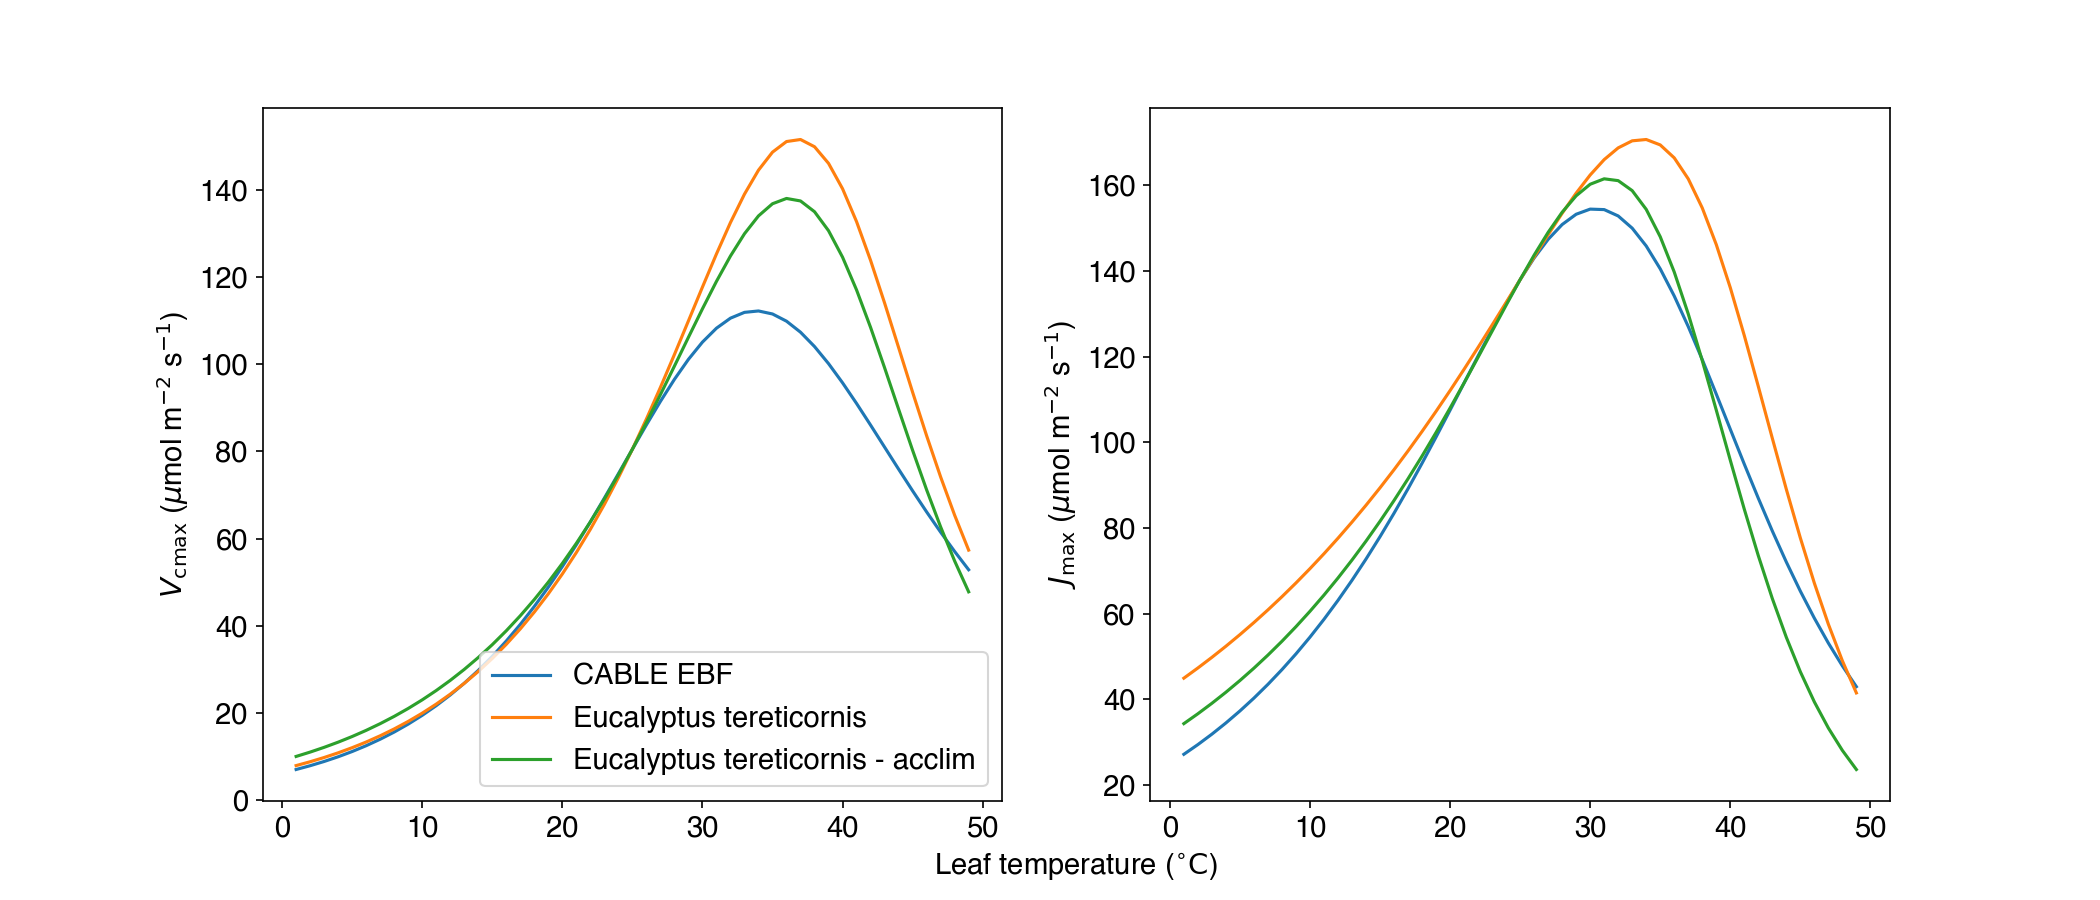 140
120
100
80
60
40
20
0
V_cmax (μmol m⁻² s⁻¹)
0 10 20 30 40 50
CABLE EBF
Eucalyptus tereticornis
Eucalyptus tereticornis - acclim
160
140
120
100
80
60
40
20
J_max (μmol m⁻² s⁻¹)
0 10 20 30 40 50
Leaf temperature (°C)